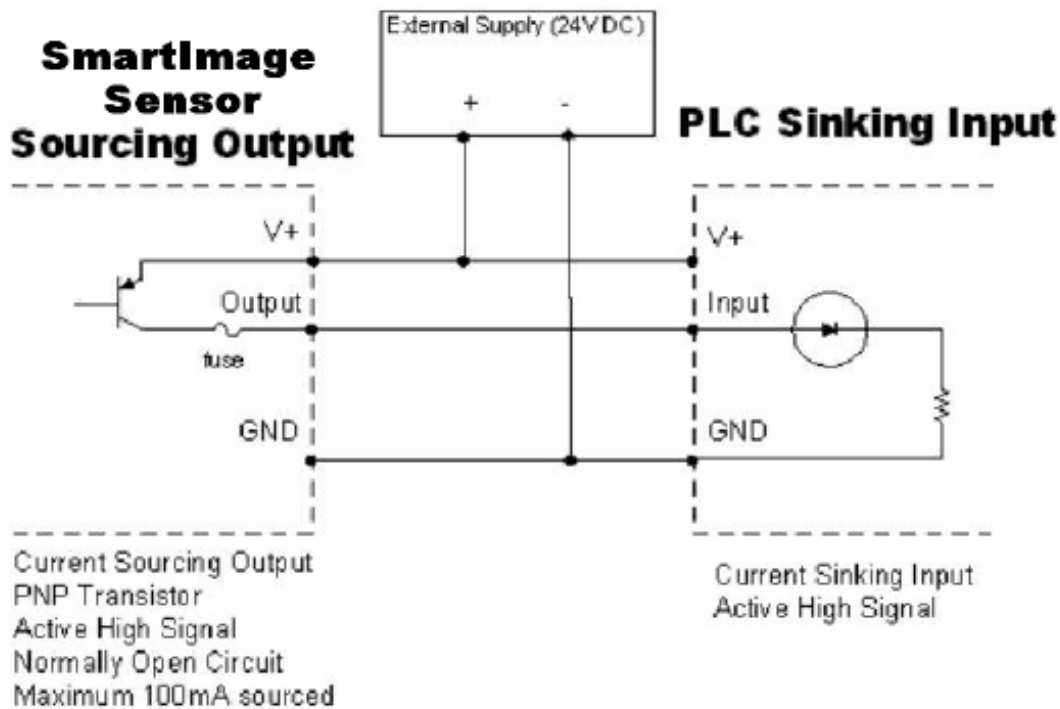 External Supply (24VDC)
+ -
SmartImage
Sensor
Sourcing Output
PLC Sinking Input
V+
V+
Output
Input
fuse
GND
GND
Current Sourcing Output
PNP Transistor
Active High Signal
Normally Open Circuit
Maximum 100mA sourced
Current Sinking Input
Active High Signal